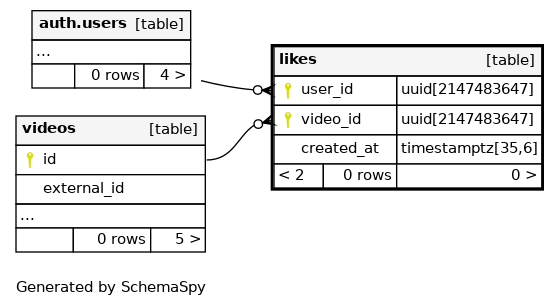 auth.users [table]
...
0 rows 4 >
videos [table]
id
external_id
...
0 rows 5 >
likes [table]
user_id uuid[2147483647]
video_id uuid[2147483647]
created_at timestamptz[35,6]
< 2 0 rows 0 >
Generated by SchemaSpy